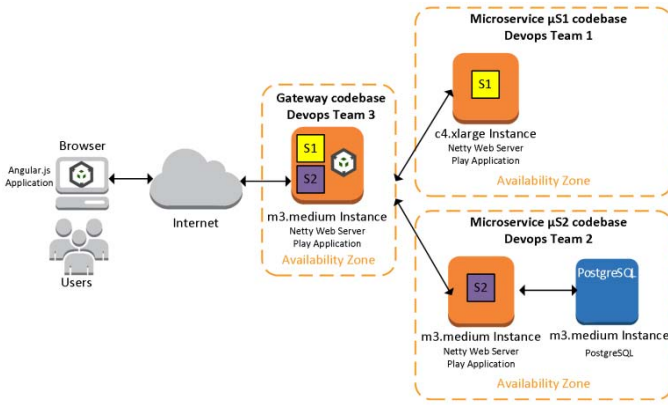 Browser
Angular.js
Application
Users
Internet
Gateway codebase
Devops Team 3
S1
S2
m3.medium Instance
Netty Web Server
Play Application
Availability Zone
Microservice µS1 codebase
Devops Team 1
S1
c4.xlarge Instance
Netty Web Server
Play Application
Availability Zone
Microservice µS2 codebase
Devops Team 2
S2
m3.medium Instance
Netty Web Server
Play Application
PostgreSQL
m3.medium Instance
PostgreSQL
Availability Zone